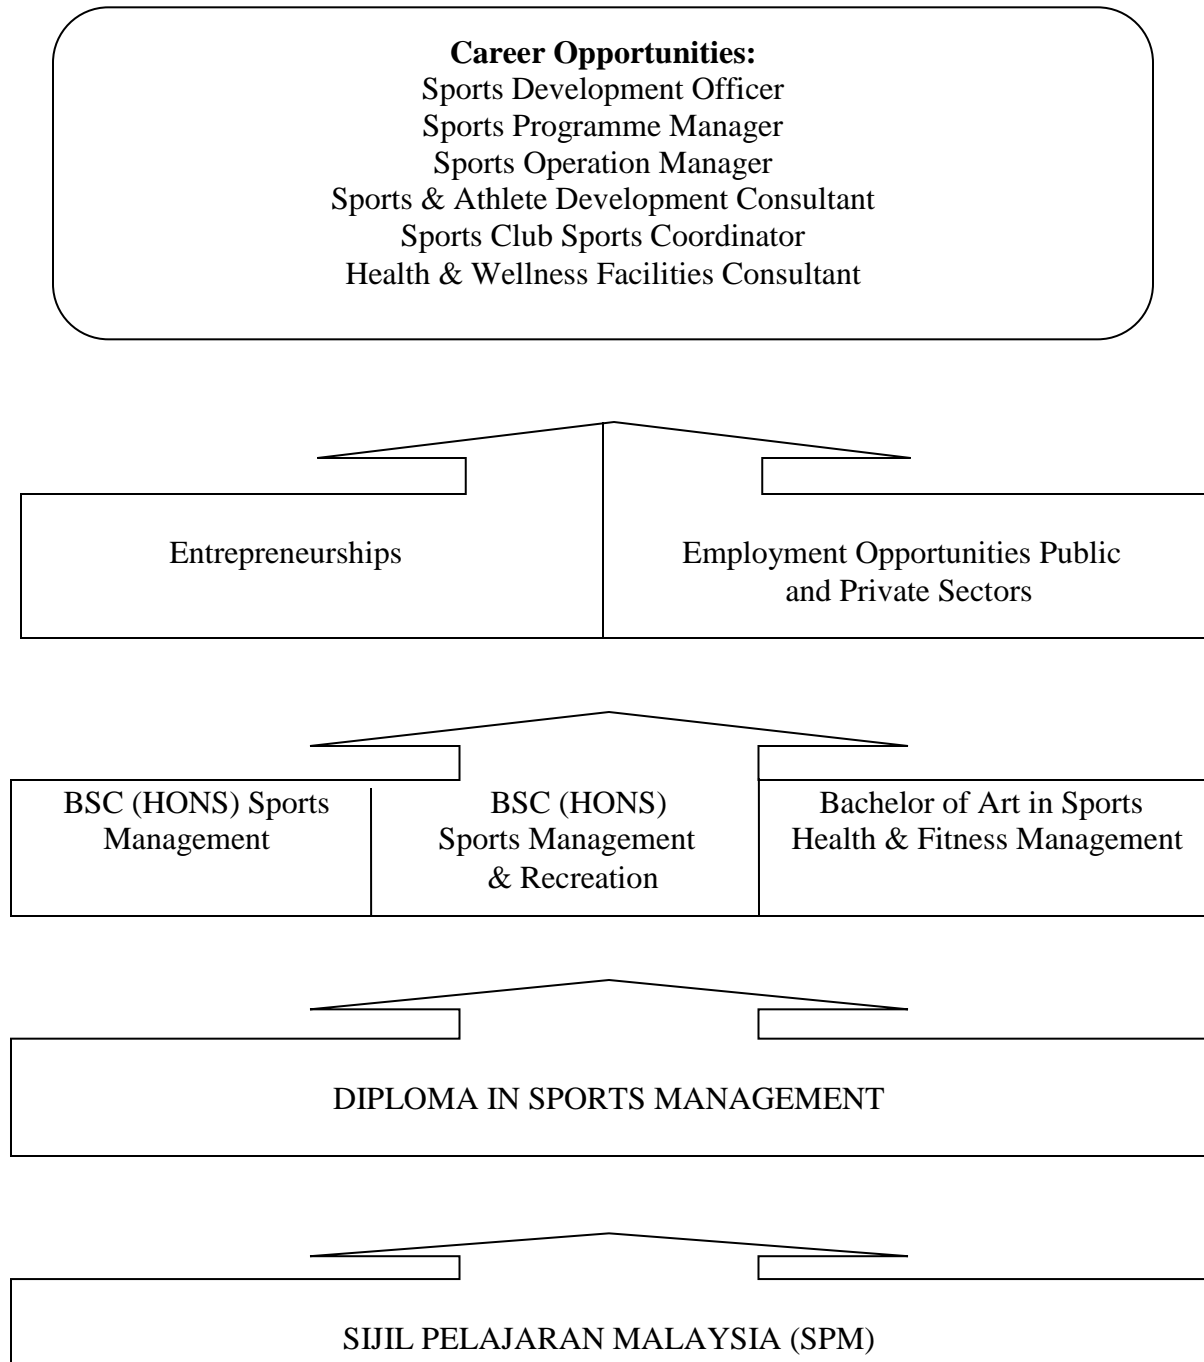 Career Opportunities:
Sports Development Officer
Sports Programme Manager
Sports Operation Manager
Sports & Athlete Development Consultant
Sports Club Sports Coordinator
Health & Wellness Facilities Consultant
Entrepreneurships
Employment Opportunities Public
and Private Sectors
BSC (HONS) Sports
Management
BSC (HONS)
Sports Management
& Recreation
Bachelor of Art in Sports
Health & Fitness Management
DIPLOMA IN SPORTS MANAGEMENT
SIJIL PELAJARAN MALAYSIA (SPM)